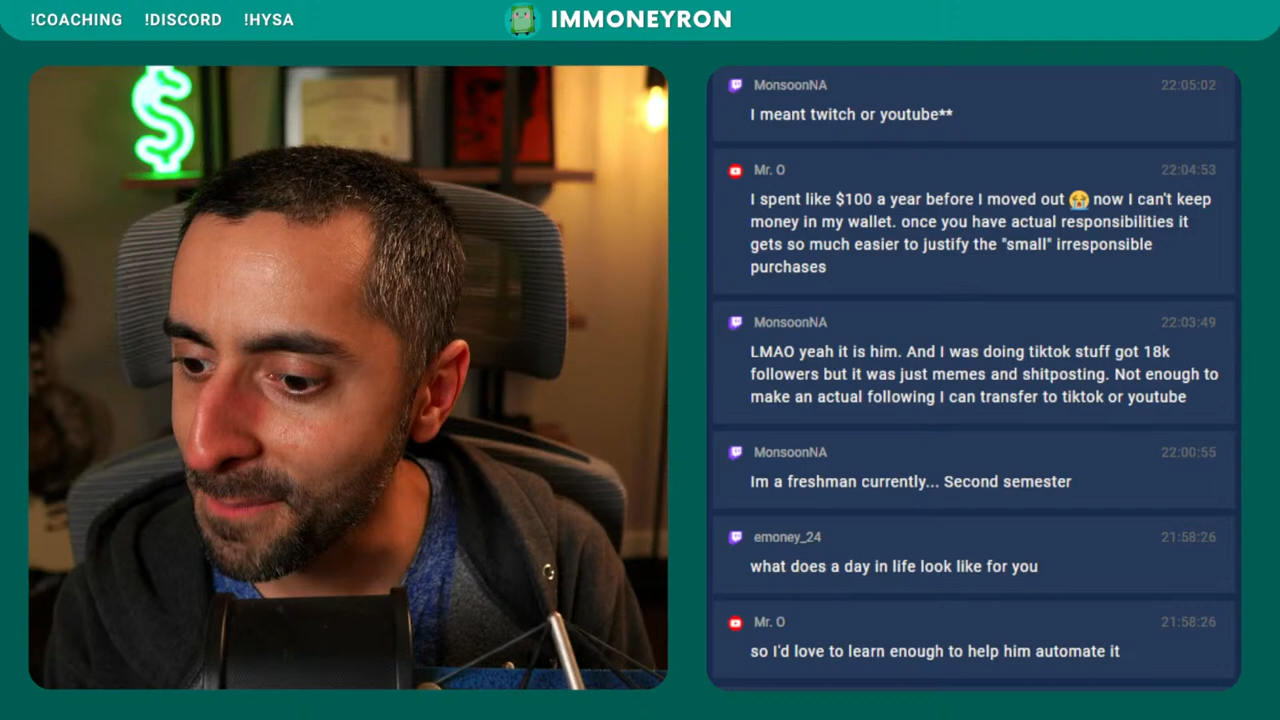 !COACHING !DISCORD !HYSA
IMMONEYRON
MonsoonNA 22:05:02
I meant twitch or youtube**
Mr. O 22:04:53
I spent like $100 a year before I moved out 😭 now I can't keep
money in my wallet. once you have actual responsibilities it
gets so much easier to justify the "small" irresponsible
purchases
MonsoonNA 22:03:49
LMAO yeah it is him. And I was doing tiktok stuff got 18k
followers but it was just memes and shitposting. Not enough to
make an actual following I can transfer to tiktok or youtube
MonsoonNA 22:00:55
Im a freshman currently... Second semester
emoney_24 21:58:26
what does a day in life look like for you
Mr. O 21:58:26
so I'd love to learn enough to help him automate it